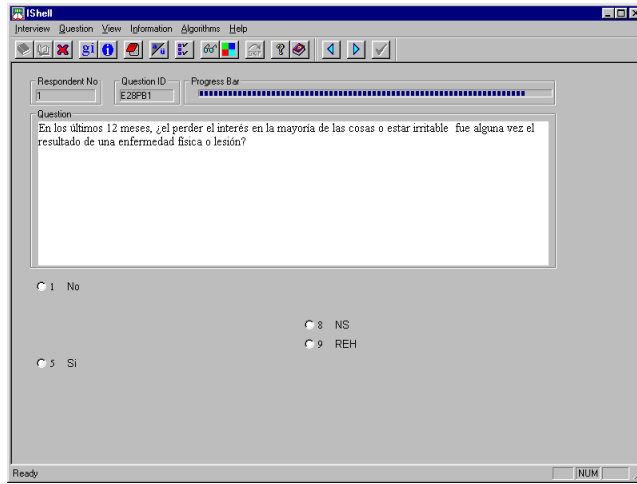 IShell
Interview Question View Information Algorithms Help
gi
Respondent No
Question ID
Progress Bar
1
E28PB1
Question
En los últimos 12 meses, ¿el perder el interés en la mayoría de las cosas o estar irritable fue alguna vez el
resultado de una enfermedad física o lesión?
1 No
8 NS
9 REH
5 Si
Ready
NUM